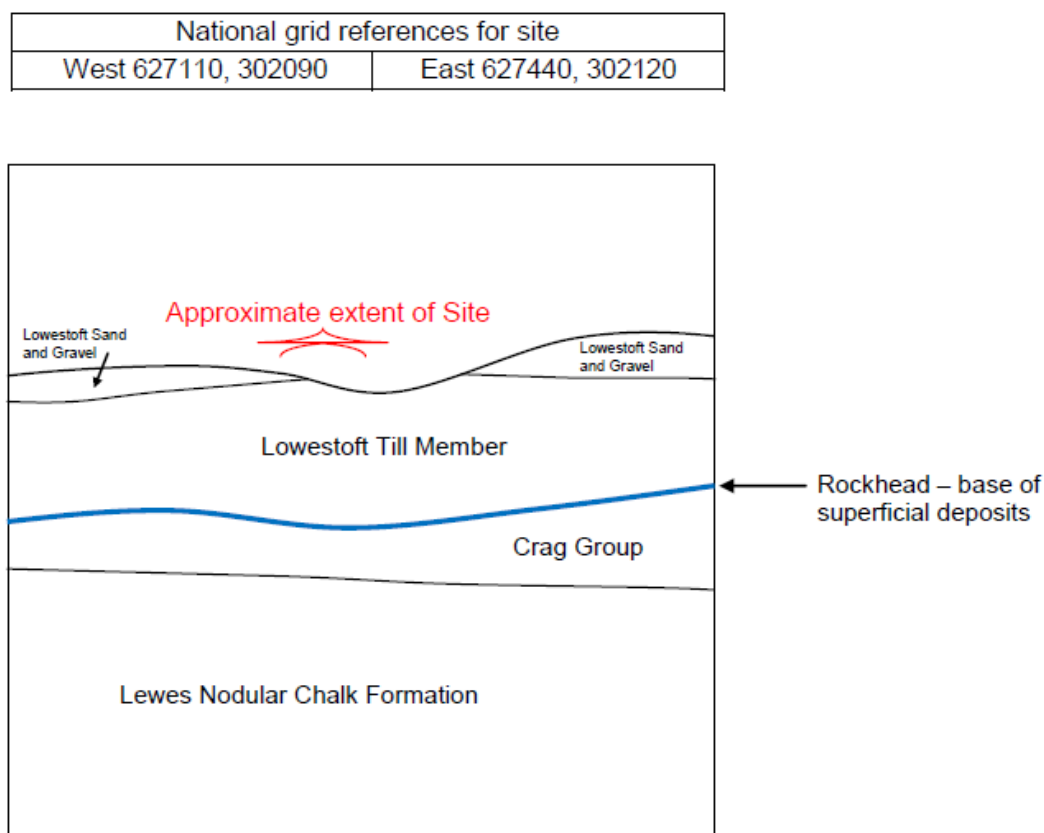 National grid references for site
West 627110, 302090
East 627440, 302120
Approximate extent of Site
Lowestoft Sand
and Gravel
Lowestoft Sand
and Gravel
Lowestoft Till Member
Rockhead – base of
superficial deposits
Crag Group
Lewes Nodular Chalk Formation